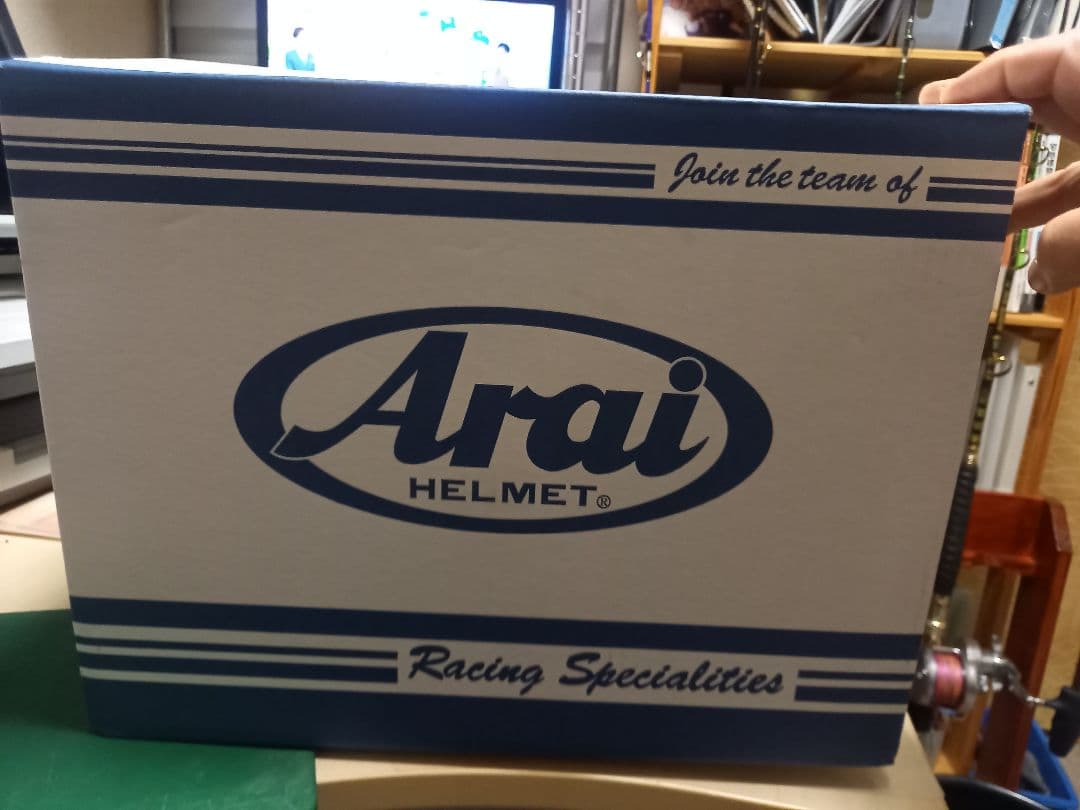 Join the team of
Arai
HELMET®
Racing Specialities